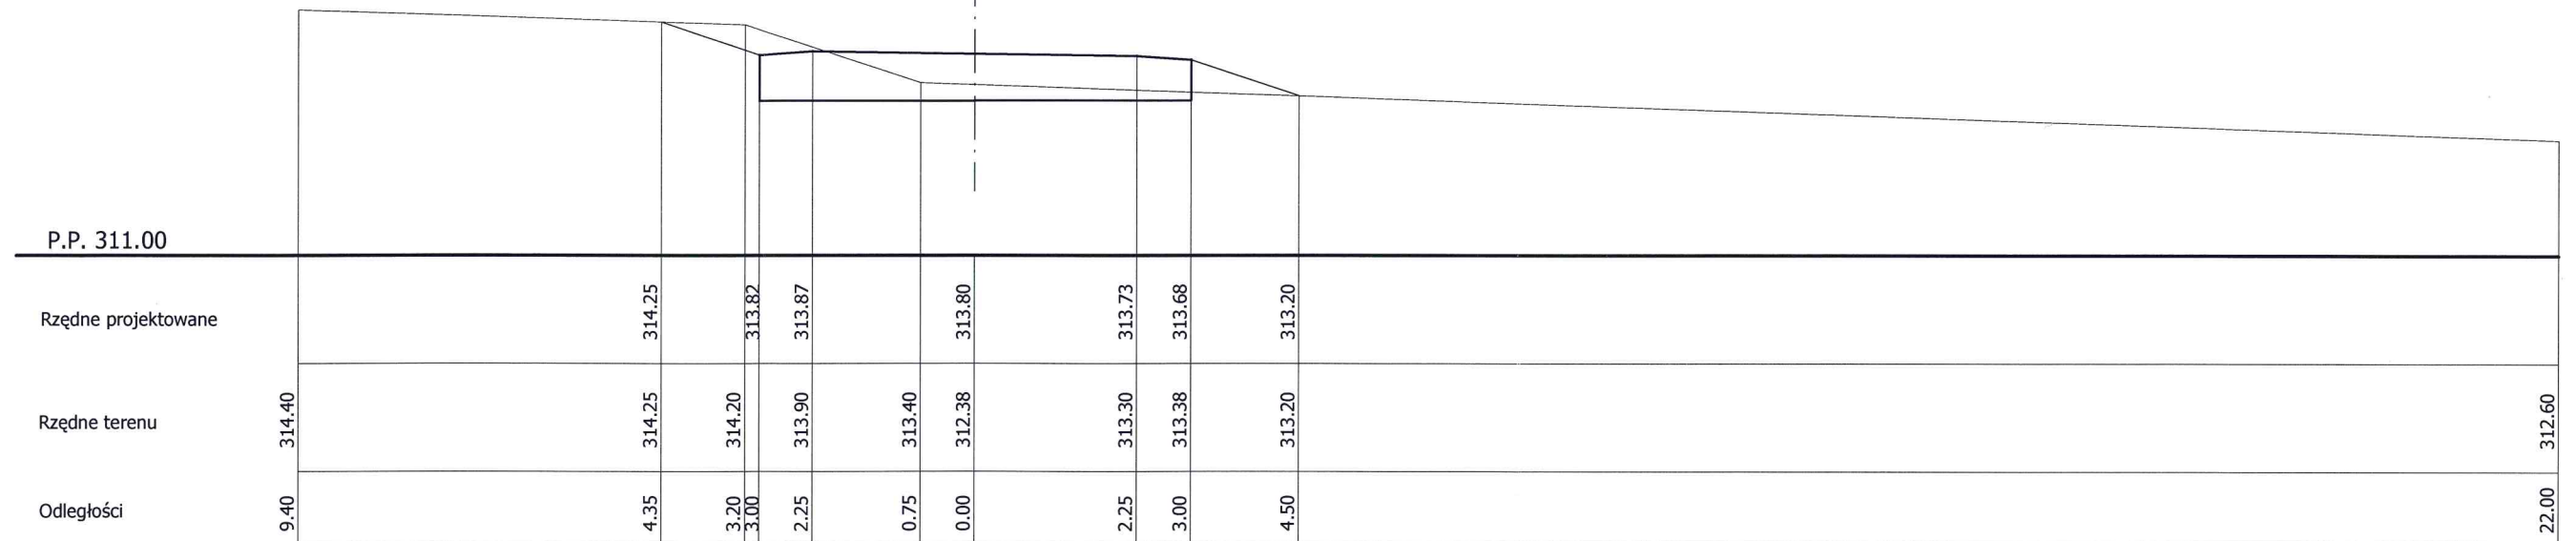 P.P. 311.00
Rzędne projektowane 314.25 313.82 313.87 313.80 313.73 313.68 313.20
Rzędne terenu 314.40 314.25 314.20 313.90 313.40 312.38 313.30 313.38 313.20 312.60
Odległości 9.40 4.35 3.20 3.00 2.25 0.75 0.00 2.25 3.00 4.50 22.00